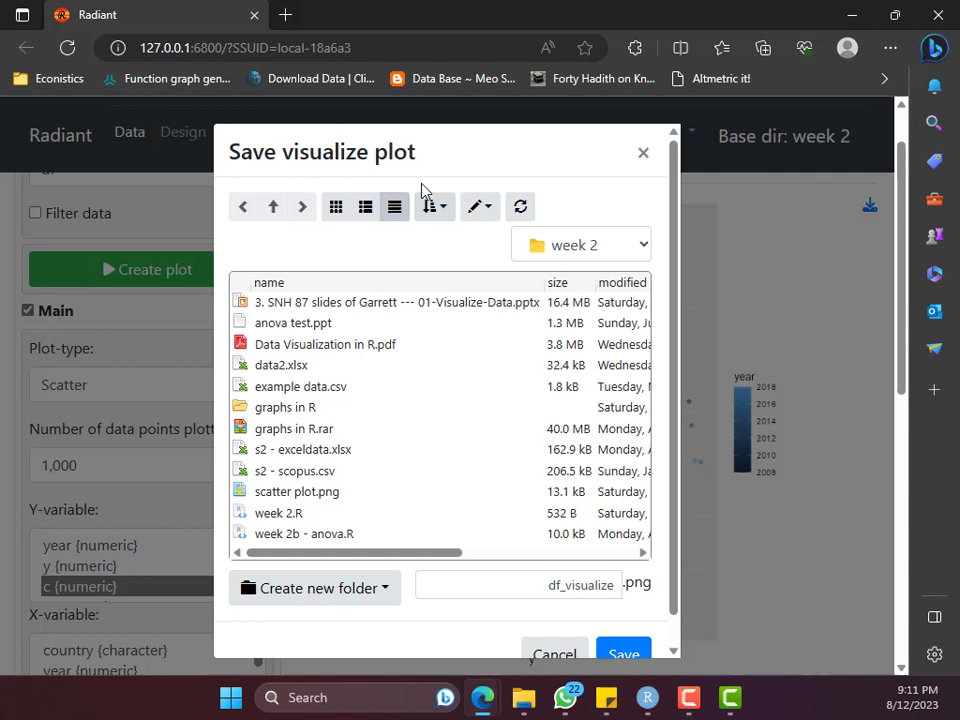 Radiant
127.0.0.1:6800/?SSUID=local-18a6a3
Econistics Function graph gen... Download Data | Cli... Data Base ~ Meo S... Forty Hadith on Kn... Altmetric it!
Radiant Data Design Base dir: week 2
Save visualize plot
Filter data
week 2
Create plot
name size modified
3. SNH 87 slides of Garrett --- 01-Visualize-Data.pptx 16.4 MB Saturday,
Main
anova test.ppt 1.3 MB Sunday, Ju
Plot-type:
Data Visualization in R.pdf 3.8 MB Wednesda
data2.xlsx 32.4 kB Wednesda
Scatter
example data.csv 1.8 kB Tuesday, M
year
2018
2016
2014
2012
2010
2008
graphs in R Saturday,
Number of data points plott
graphs in R.rar 40.0 MB Monday, A
s2 - exceldata.xlsx 162.9 kB Monday, A
1,000
s2 - scopus.csv 206.5 kB Sunday, Ja
scatter plot.png 13.1 kB Saturday,
Y-variable:
week 2.R 532 B Saturday,
week 2b - anova.R 10.0 kB Monday, A
year {numeric}
y {numeric}
c {numeric}
Create new folder df_visualize .png
X-variable:
country {character}
year {numeric}
Cancel Save
Search
22
9:11 PM
8/12/2023